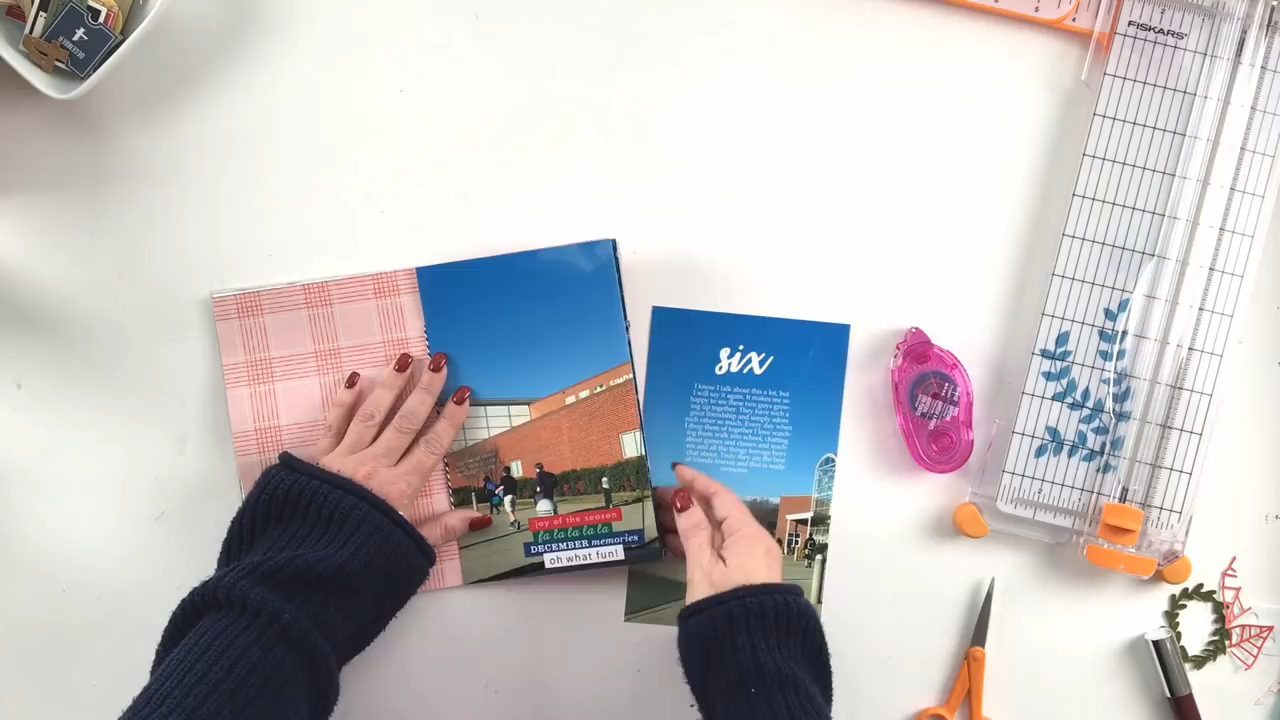 DECEMBER
4
FISKARS
six
I know I talk about this a lot, but
I will say it again. It makes me so
happy to see these two guys grow-
ing up together. They have such a
great friendship and simply adore
each other so much. Every day when
I drop them of together I love watch-
ing them walk into school, chatting
about games and classes and teach-
ers and all the things teenage boys
chat about. Truly they are the best
of friends forever and that is really
awesome.
joy of the season
fa la la la la
DECEMBER memories
oh what fun!